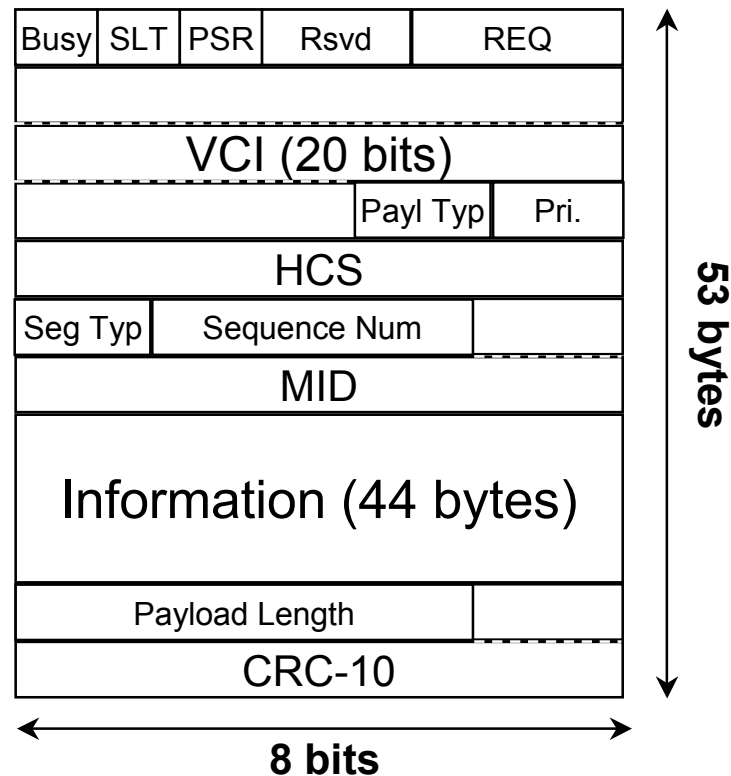 Busy SLT PSR Rsvd REQ
VCI (20 bits)
Payl Typ Pri.
HCS
Seg Typ Sequence Num
MID
Information (44 bytes)
Payload Length
CRC-10
8 bits
53 bytes